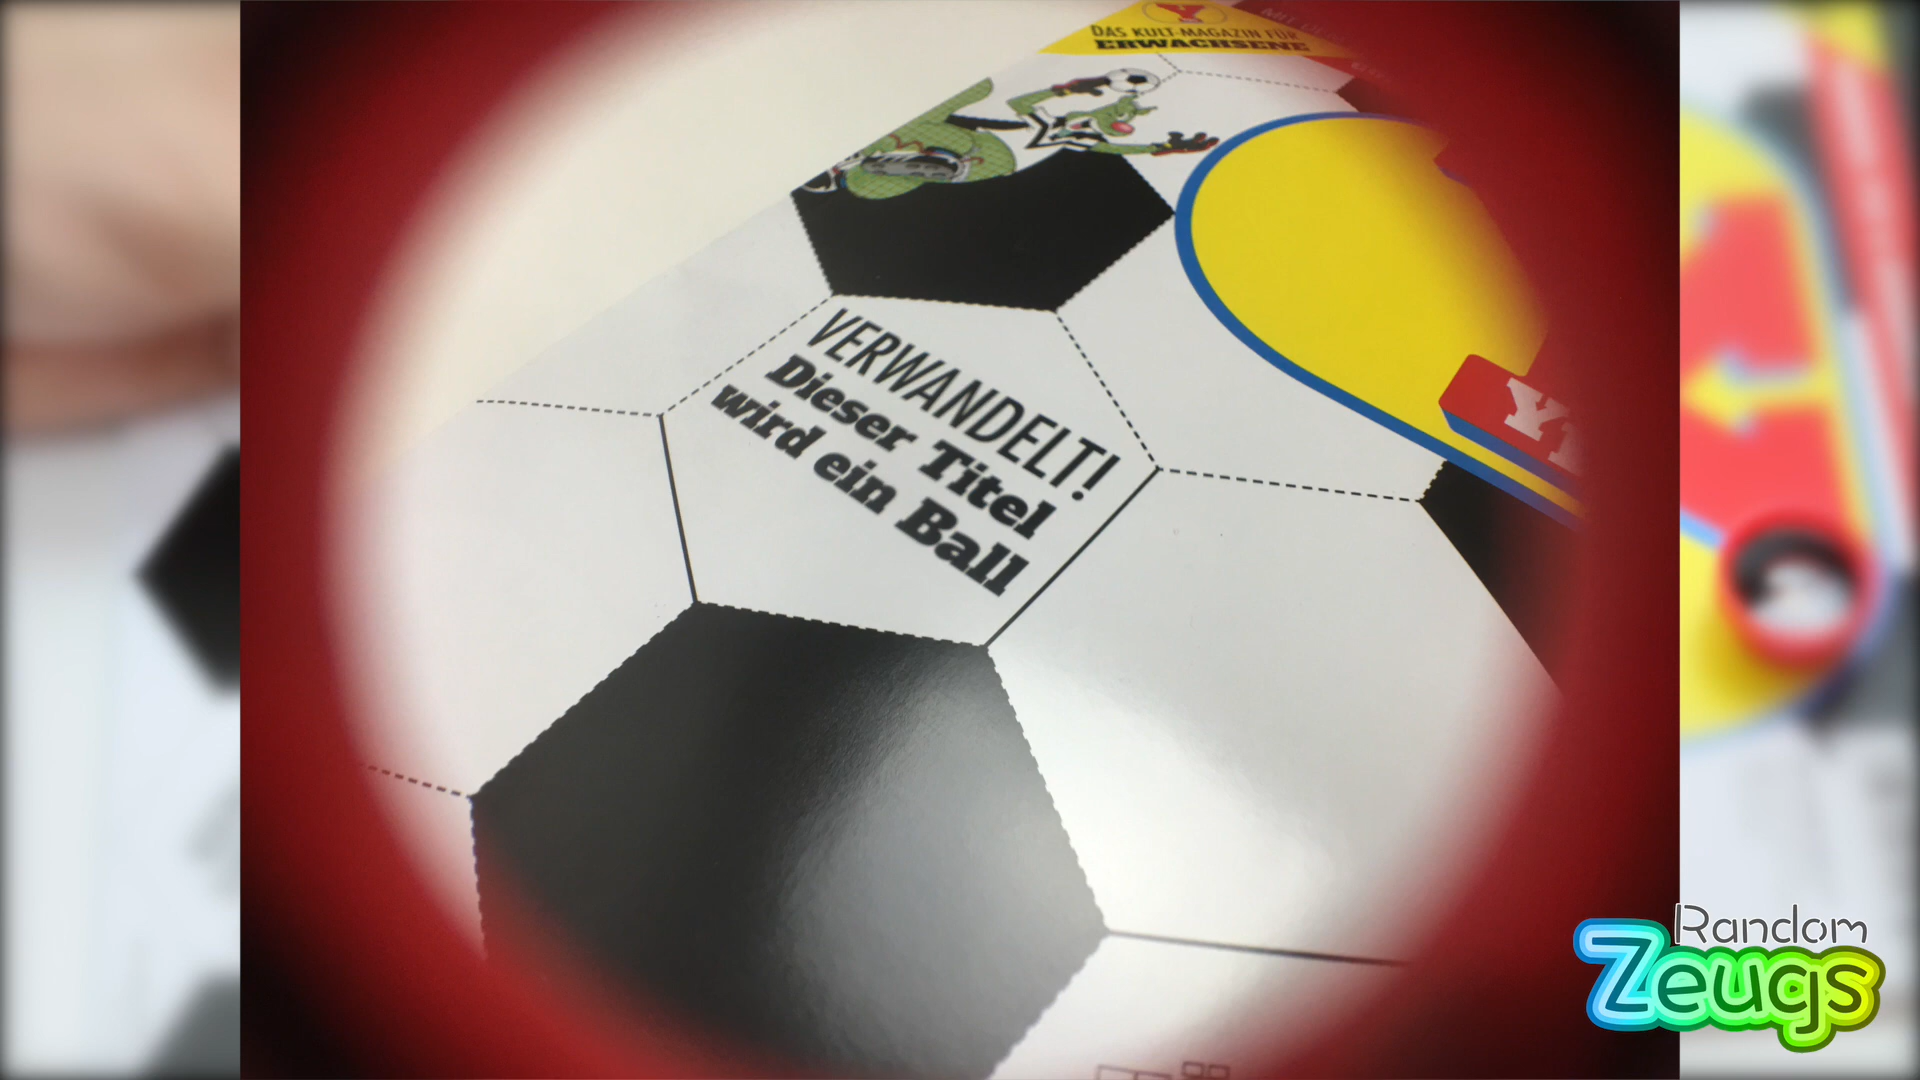 DAS KULT-MAGAZIN FÜR
ERWACHSENE
VERWANDELT!
Dieser Titel
wird ein Ball
Random
Zeugs